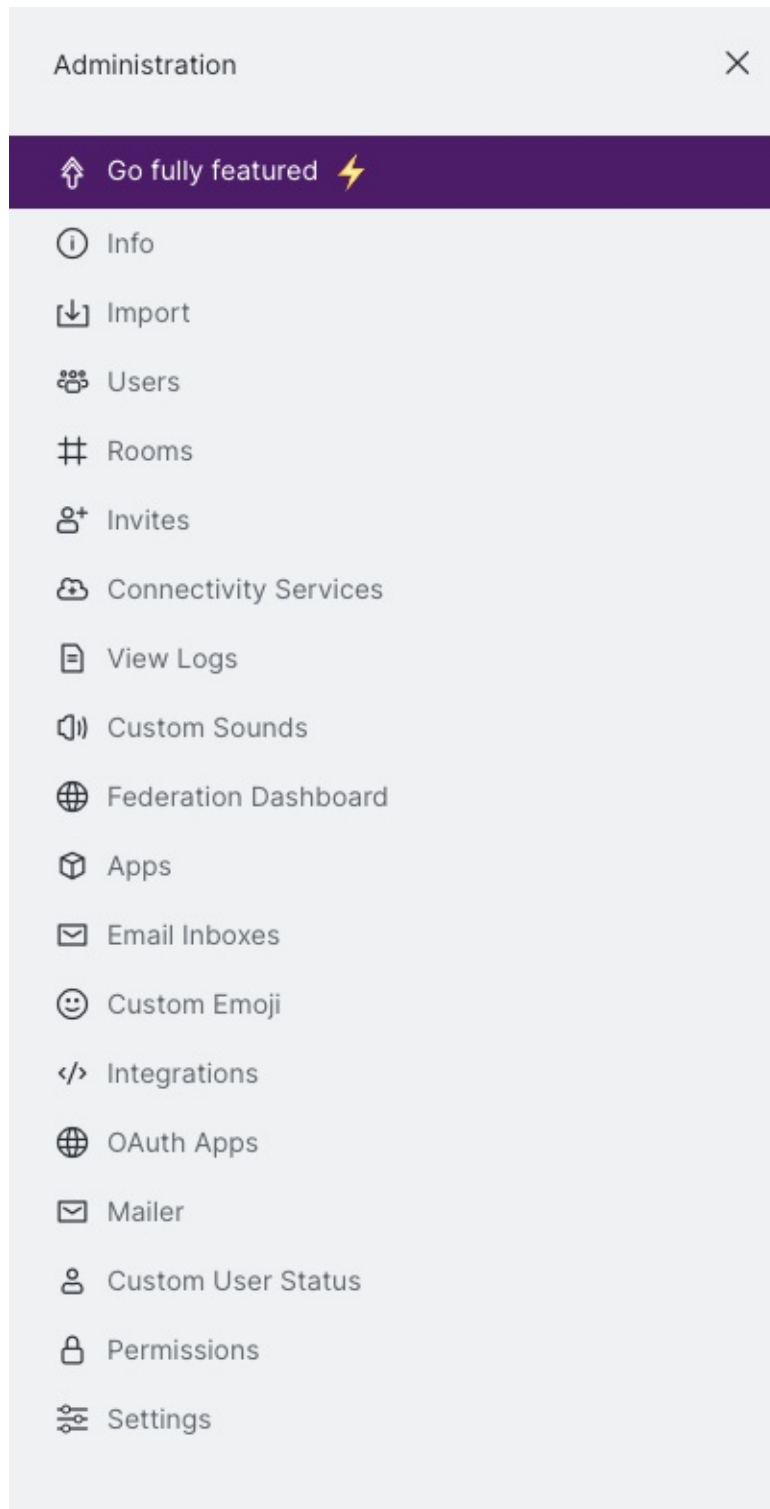 Administration
Go fully featured ⚡
Info
Import
Users
Rooms
Invites
Connectivity Services
View Logs
Custom Sounds
Federation Dashboard
Apps
Email Inboxes
Custom Emoji
Integrations
OAuth Apps
Mailer
Custom User Status
Permissions
Settings